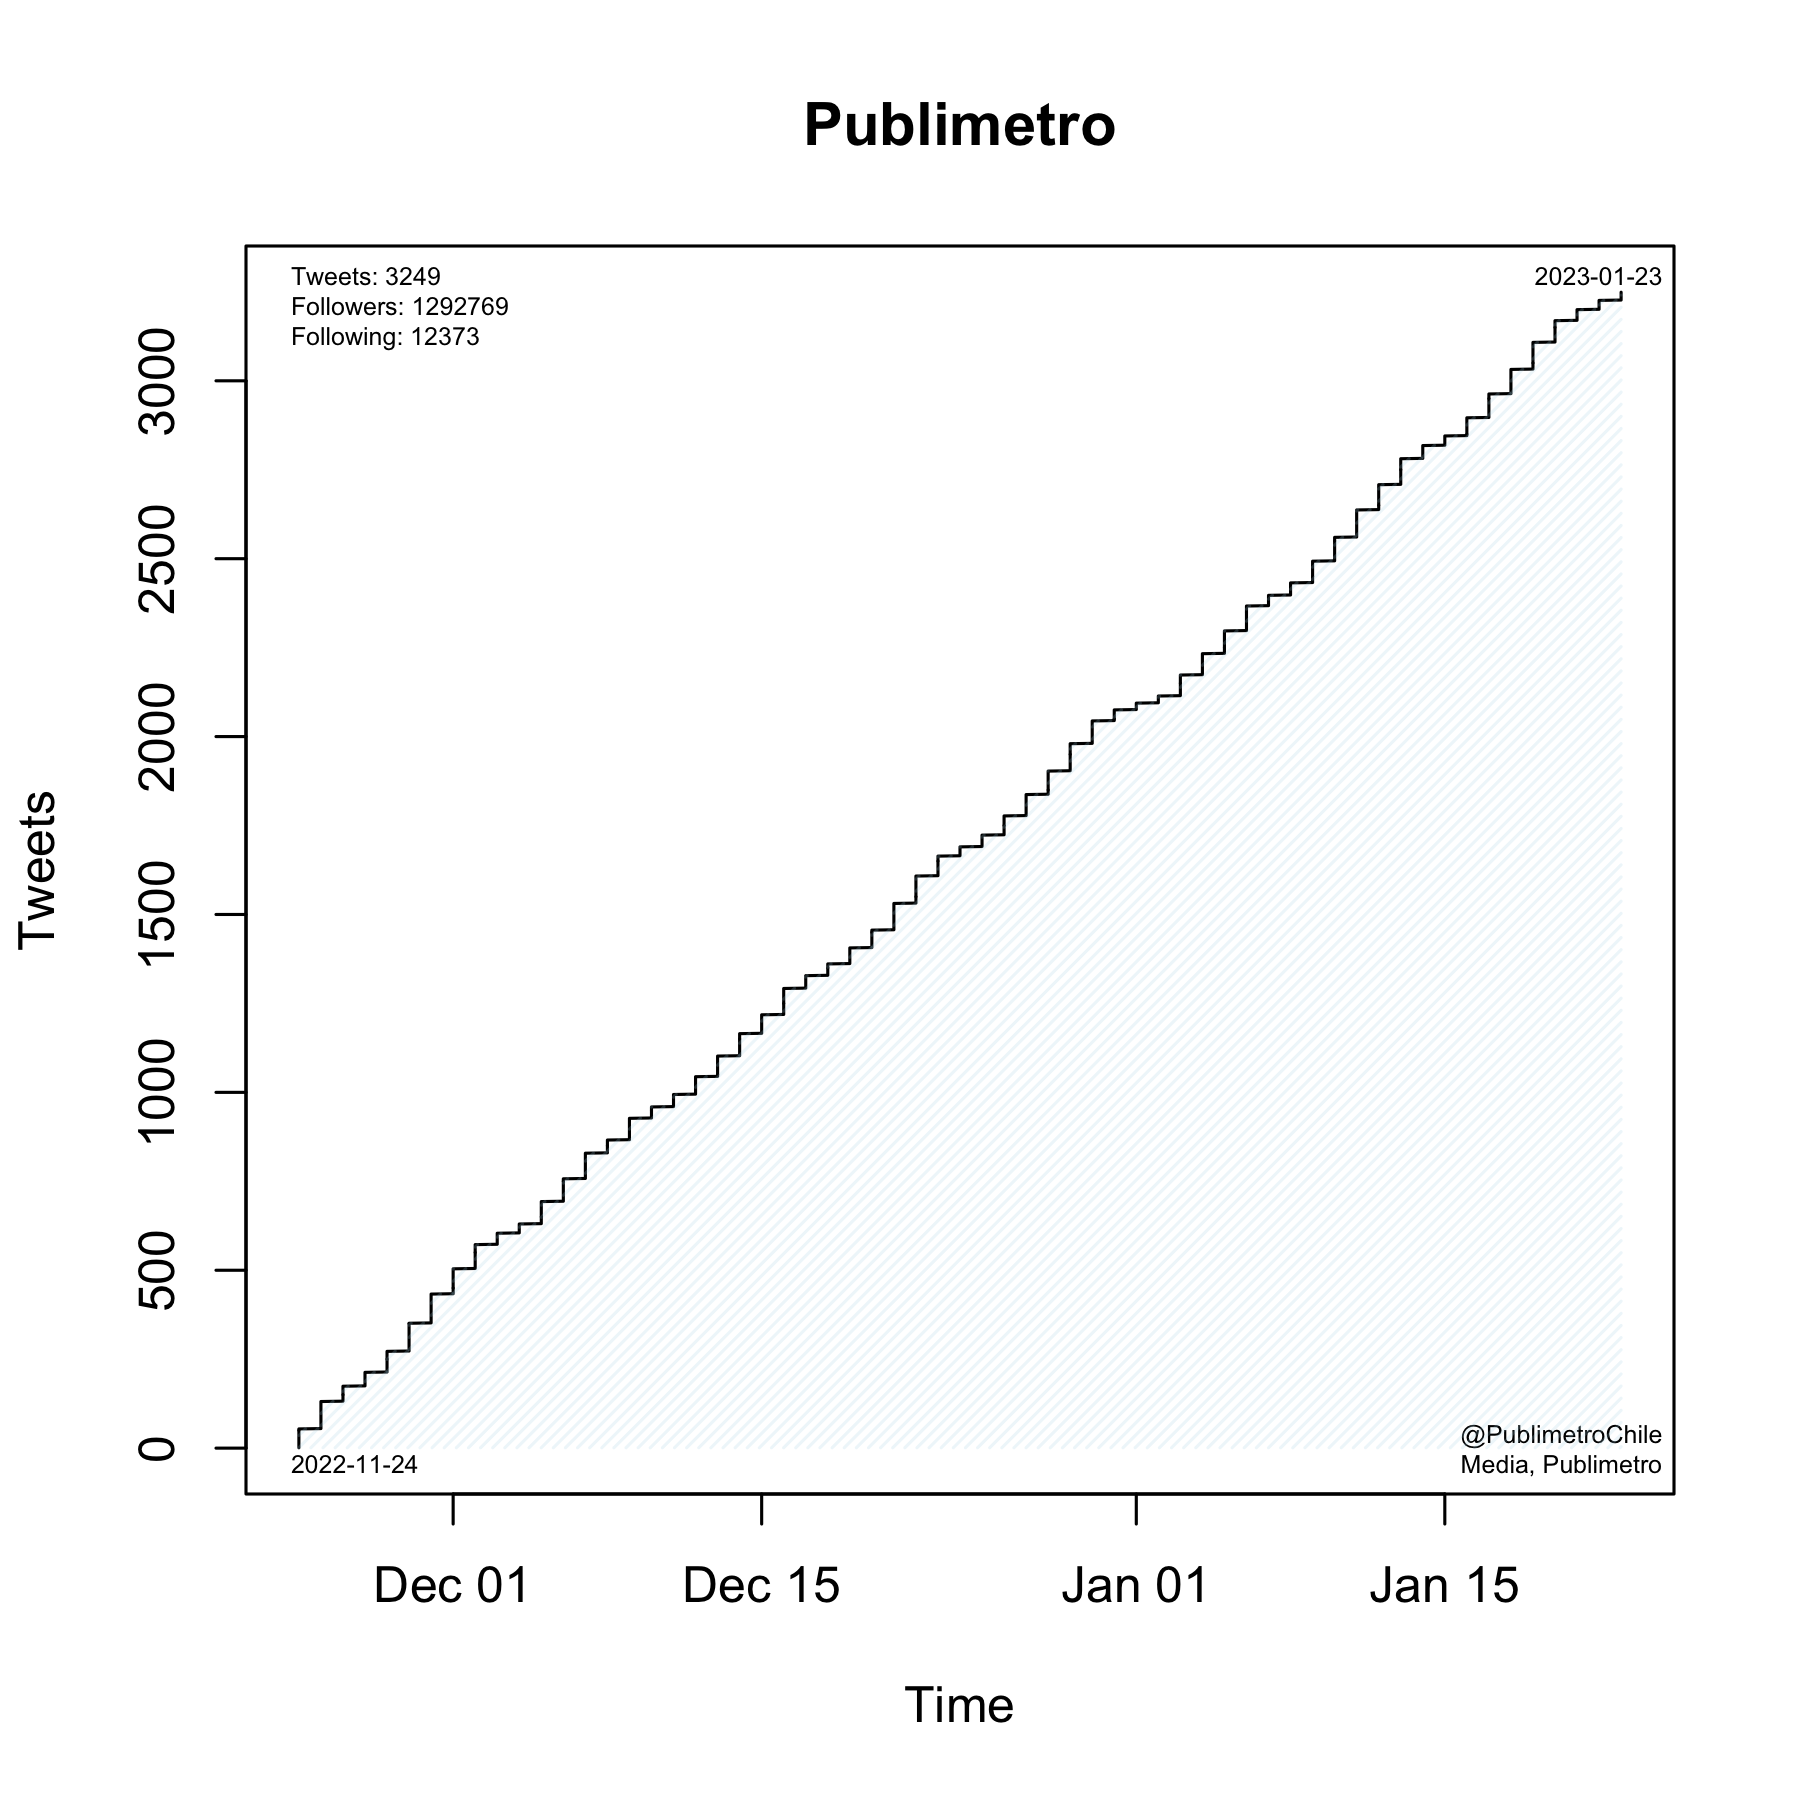 Publimetro
Tweets: 3249
Followers: 1292769
Following: 12373
2023-01-23
Tweets
3000
2500
2000
1500
1000
500
0
2022-11-24
@PublimetroChile
Media, Publimetro
Dec 01
Dec 15
Jan 01
Jan 15
Time